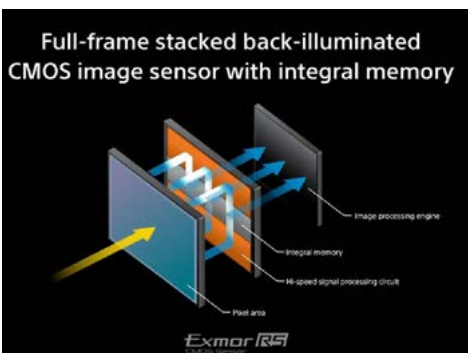 Full-frame stacked back-illuminated
CMOS image sensor with integral memory
Image processing engine
Integral memory
Hi-speed signal processing circuit
Pixel area
Exmor RS
CMOS Sensor